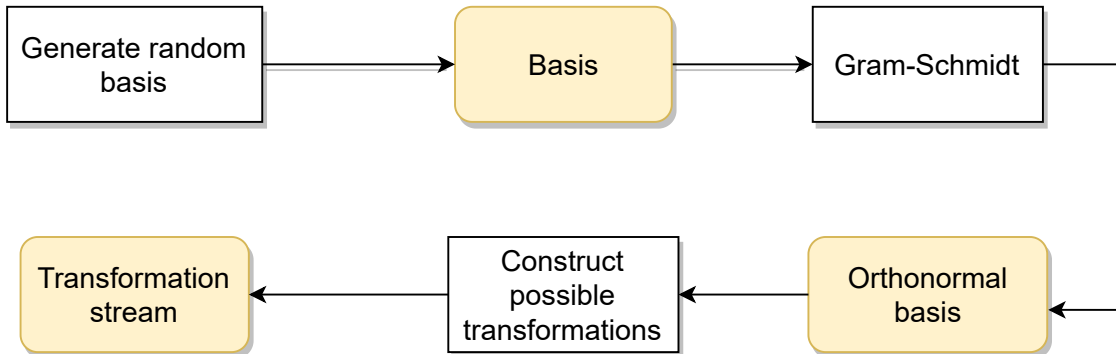 Generate random
basis
Basis
Gram-Schmidt
Transformation
stream
Construct
possible
transformations
Orthonormal
basis